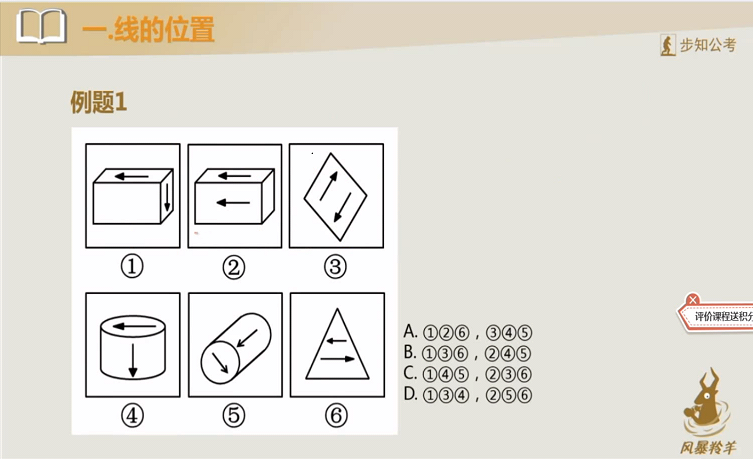 一.线的位置
步知公考
例题1
① ② ③
④ ⑤ ⑥
A. ①②⑥，③④⑤
B. ①③⑥，②④⑤
C. ①④⑤，②③⑥
D. ①③④，②⑤⑥
评价课程送积分
风暴羚羊